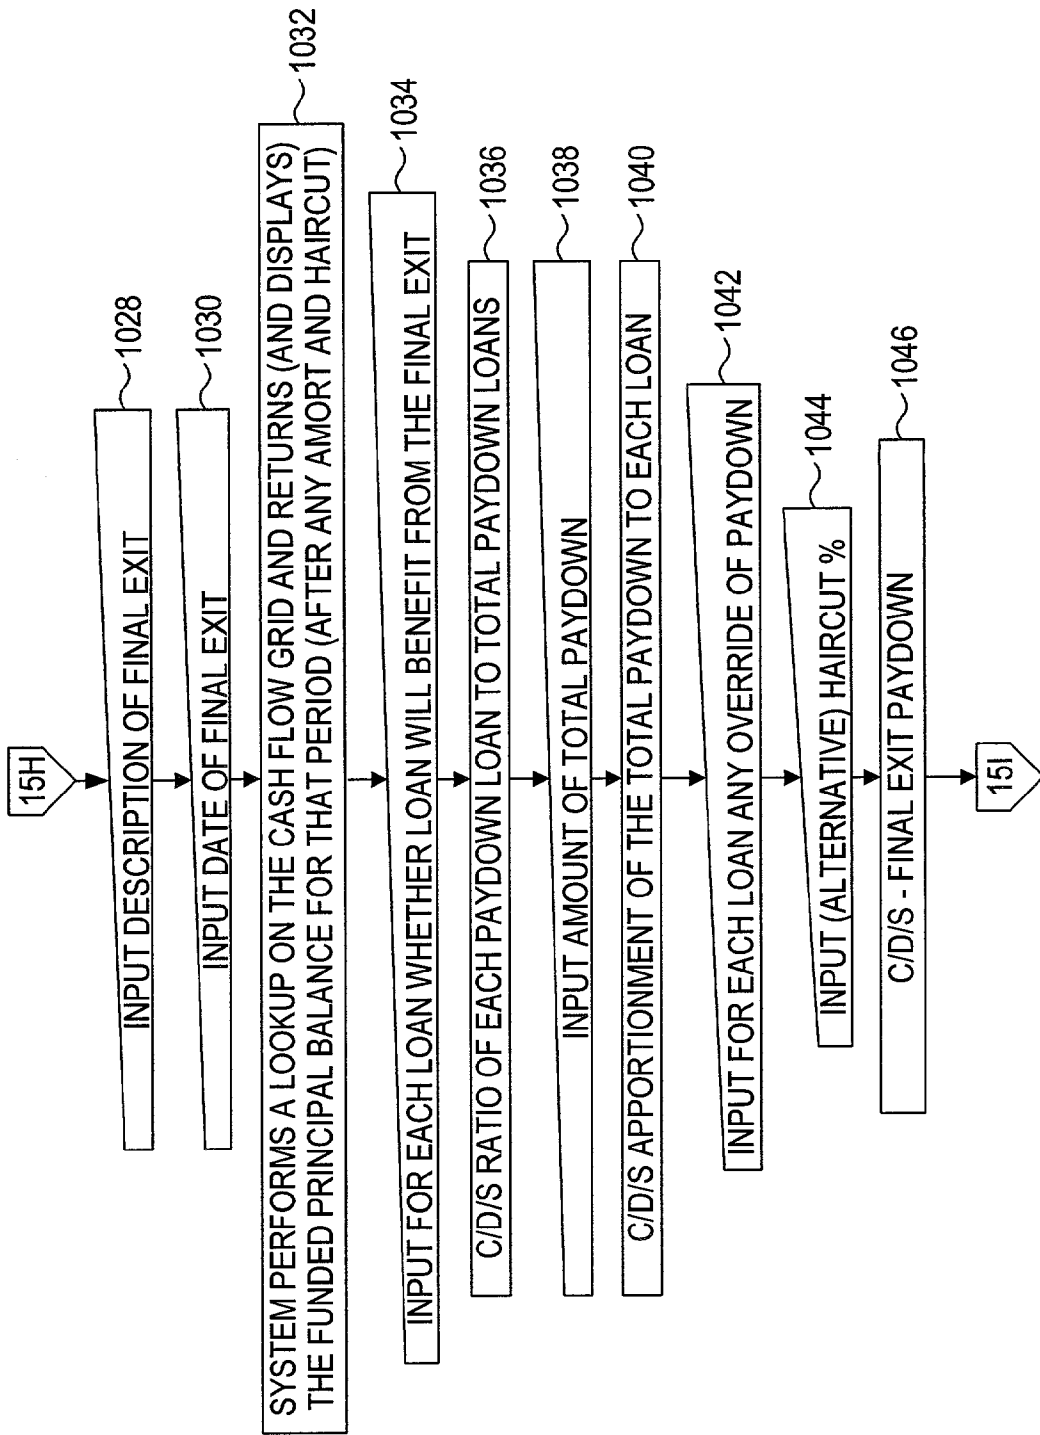 15H
INPUT DESCRIPTION OF FINAL EXIT
1028
INPUT DATE OF FINAL EXIT
1030
SYSTEM PERFORMS A LOOKUP ON THE CASH FLOW GRID AND RETURNS (AND DISPLAYS)
THE FUNDED PRINCIPAL BALANCE FOR THAT PERIOD (AFTER ANY AMORT AND HAIRCUT)
1032
INPUT FOR EACH LOAN WHETHER LOAN WILL BENEFIT FROM THE FINAL EXIT
1034
C/D/S RATIO OF EACH PAYDOWN LOAN TO TOTAL PAYDOWN LOANS
1036
INPUT AMOUNT OF TOTAL PAYDOWN
1038
C/D/S APPORTIONMENT OF THE TOTAL PAYDOWN TO EACH LOAN
1040
INPUT FOR EACH LOAN ANY OVERRIDE OF PAYDOWN
1042
INPUT (ALTERNATIVE) HAIRCUT %
1044
C/D/S - FINAL EXIT PAYDOWN
1046
15I